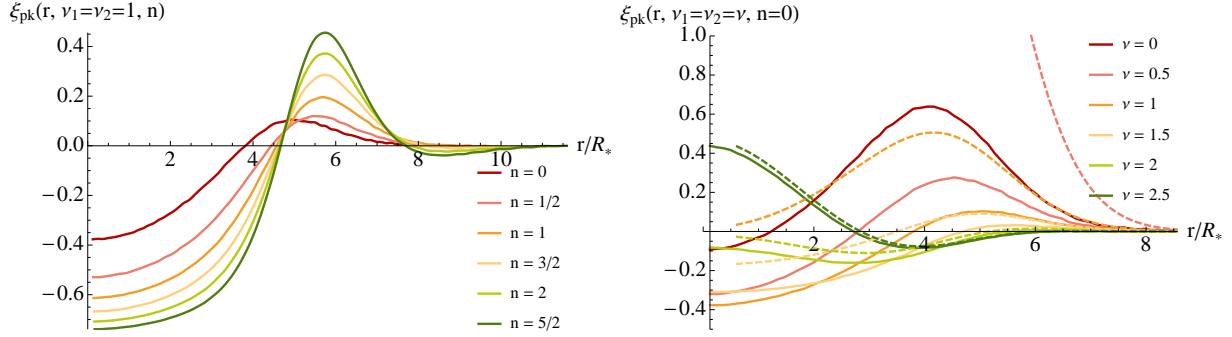 ξpk(r, ν1=ν2=1, n)
0.4
0.2
0.0
−0.2
−0.4
−0.6
2
4
6
8
10
r/R*
n = 0
n = 1/2
n = 1
n = 3/2
n = 2
n = 5/2
ξpk(r, ν1=ν2=ν, n=0)
1.0
0.8
0.6
0.4
0.2
0
−0.2
−0.4
2
4
6
8
r/R*
ν = 0
ν = 0.5
ν = 1
ν = 1.5
ν = 2
ν = 2.5